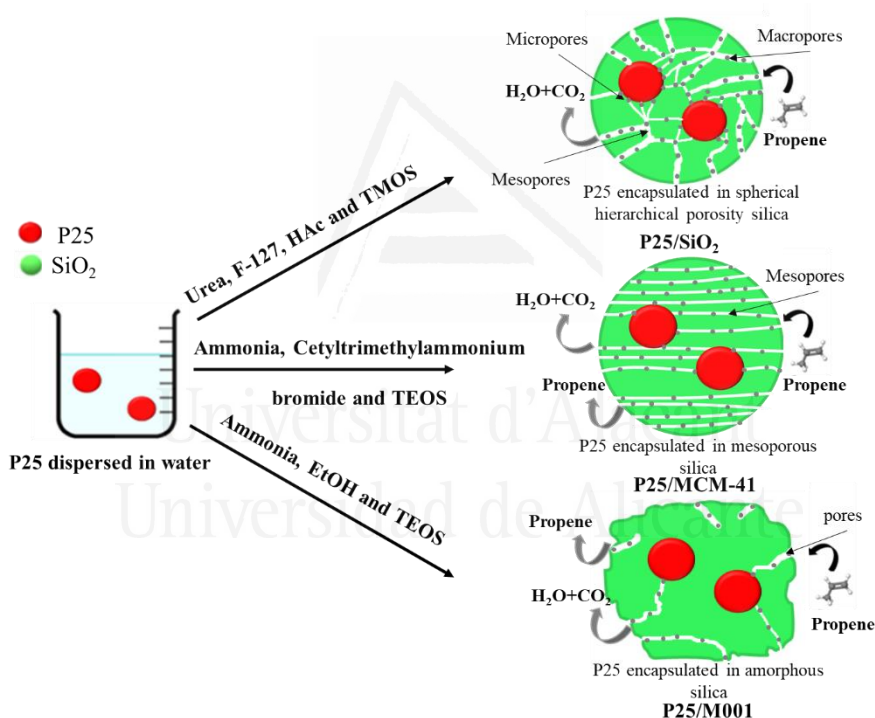 Micropores
Macropores
H2O+CO2
Propene
Mesopores
P25 encapsulated in spherical
hierarchical porosity silica
P25/SiO2
P25
SiO2
Urea, F-127, HAc and TMOS
Mesopores
H2O+CO2
Ammonia, Cetyltrimethylammonium
bromide and TEOS
Propene
Propene
P25 encapsulated in mesoporous
silica
P25/MCM-41
P25 dispersed in water
Ammonia, EtOH and TEOS
Propene
pores
H2O+CO2
Propene
P25 encapsulated in amorphous
silica
P25/M001
Universitat d'Alacant
Universidad de Alicante